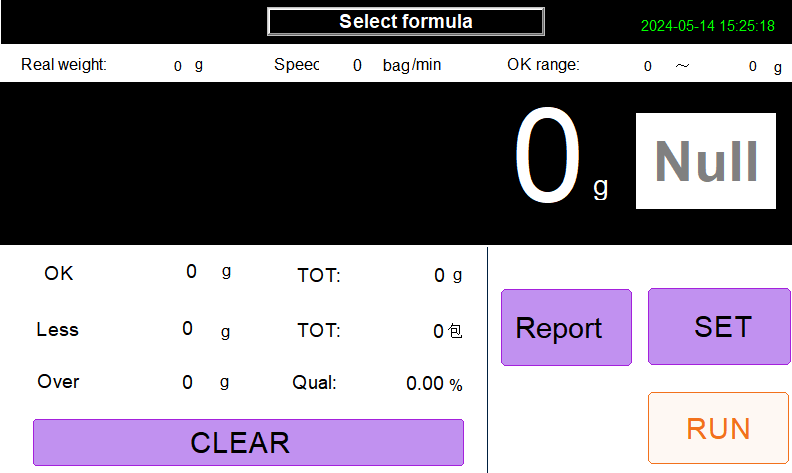 Select formula
2024-05-14 15:25:18
Real weight: 0 g Speed 0 bag/min OK range: 0 ~ 0 g
0 g Null
OK 0 g TOT: 0 g
Less 0 g TOT: 0 包
Over 0 g Qual: 0.00 %
Report SET
CLEAR RUN